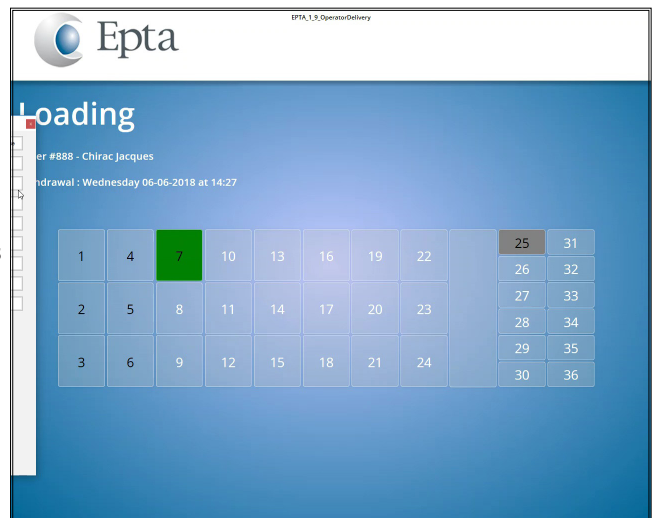 EPTA_1_9_OperatorDelivery
Epta
Loading
er #888 - Chirac Jacques
ndrawal : Wednesday 06-06-2018 at 14:27
1 4 7 10 13 16 19 22 25 31
26 32
2 5 8 11 14 17 20 23 27 33
28 34
3 6 9 12 15 18 21 24 29 35
30 36